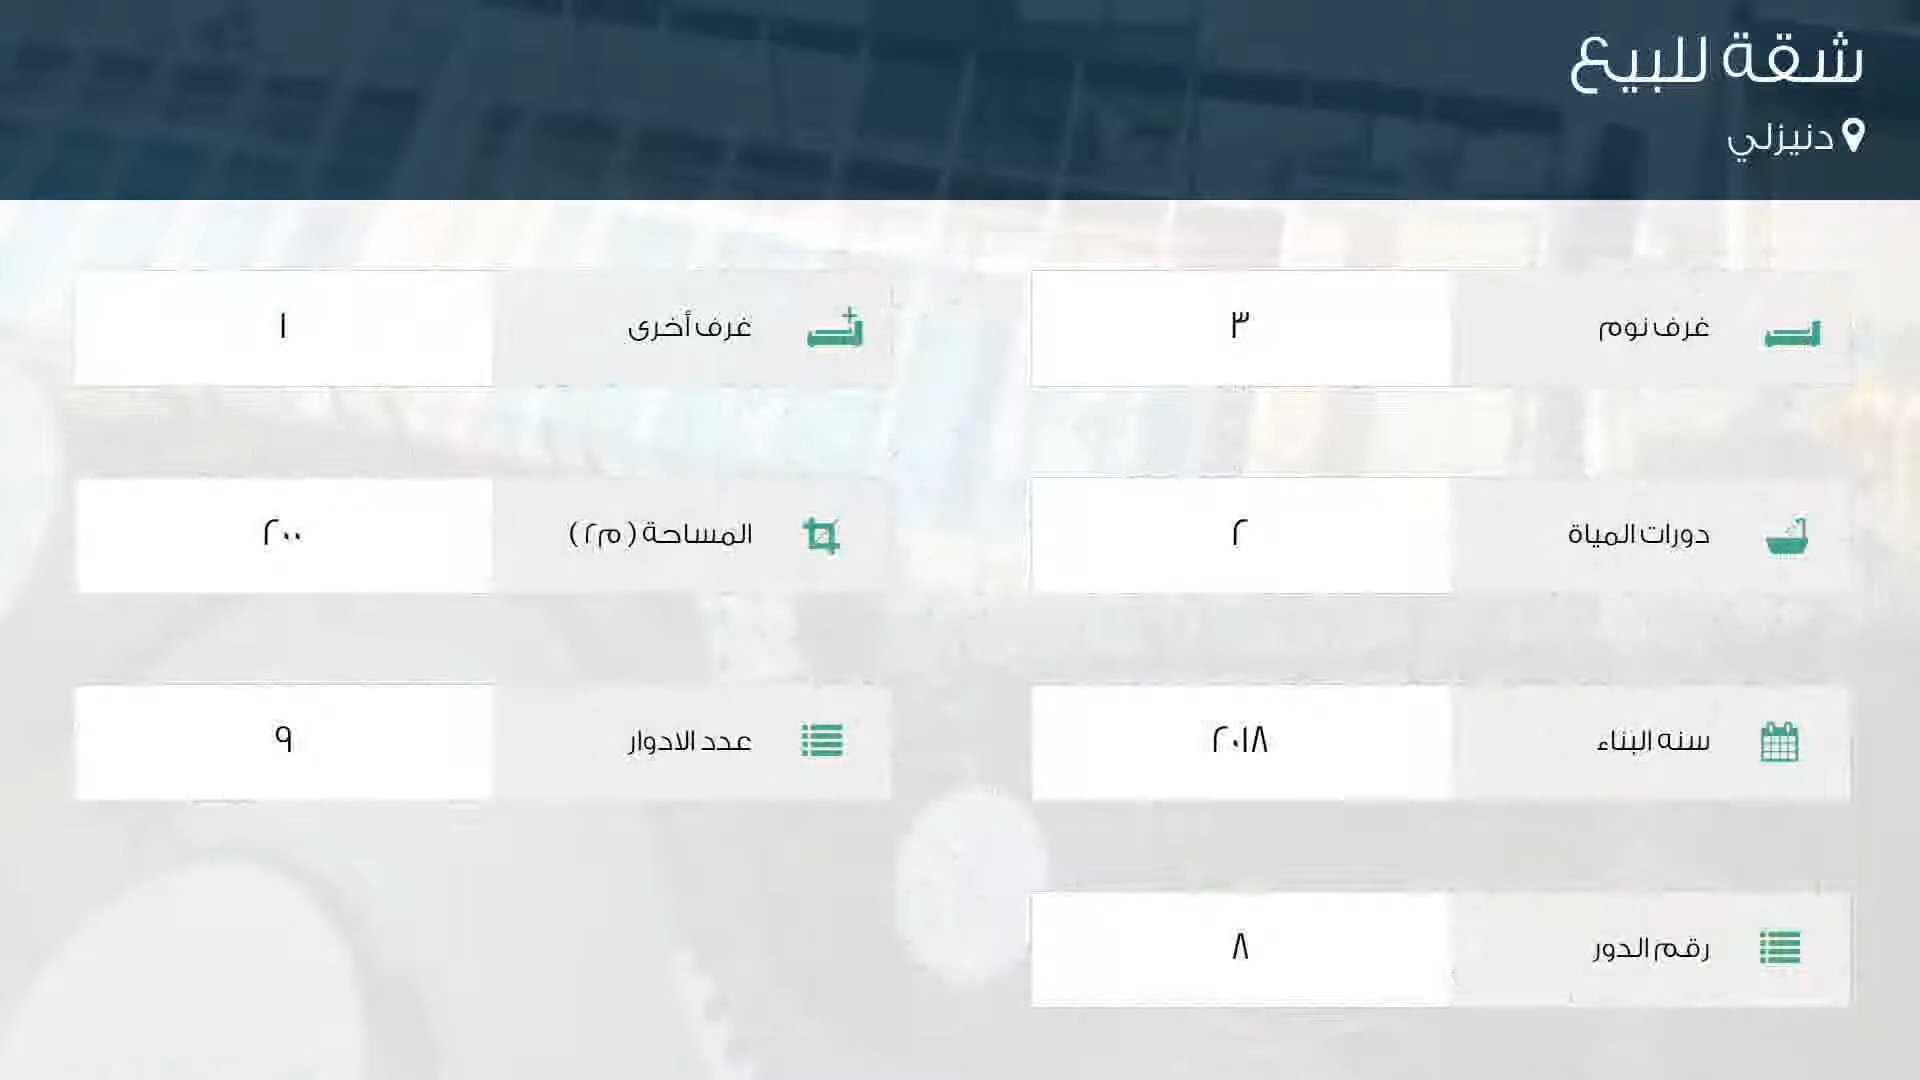 شقة للبيع
دنيزلي
غرف نوم ٣
غرف أخرى ١
دورات المياة ٢
المساحة (م٢) ٢٠٠
سنه البناء ٢٠١٨
عدد الادوار ٩
رقم الدور ٨